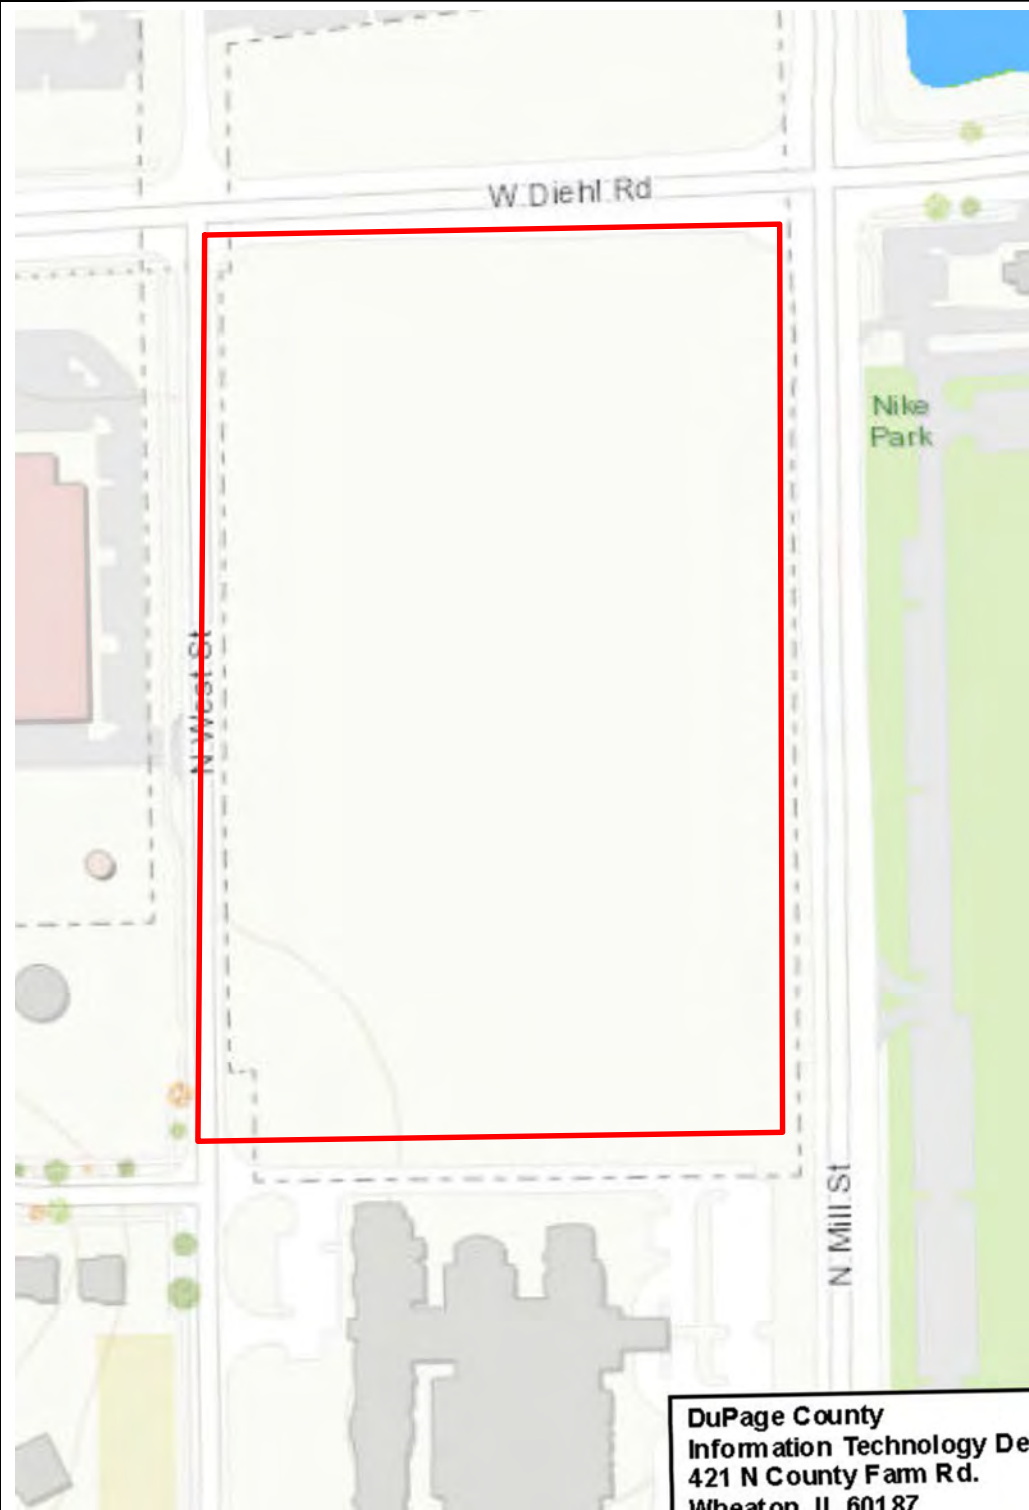 W Diehl Rd
Nike
Park
N West St
N Mill St
DuPage County
Information Technology De
421 N County Farm Rd.
Wheaton, IL 60187